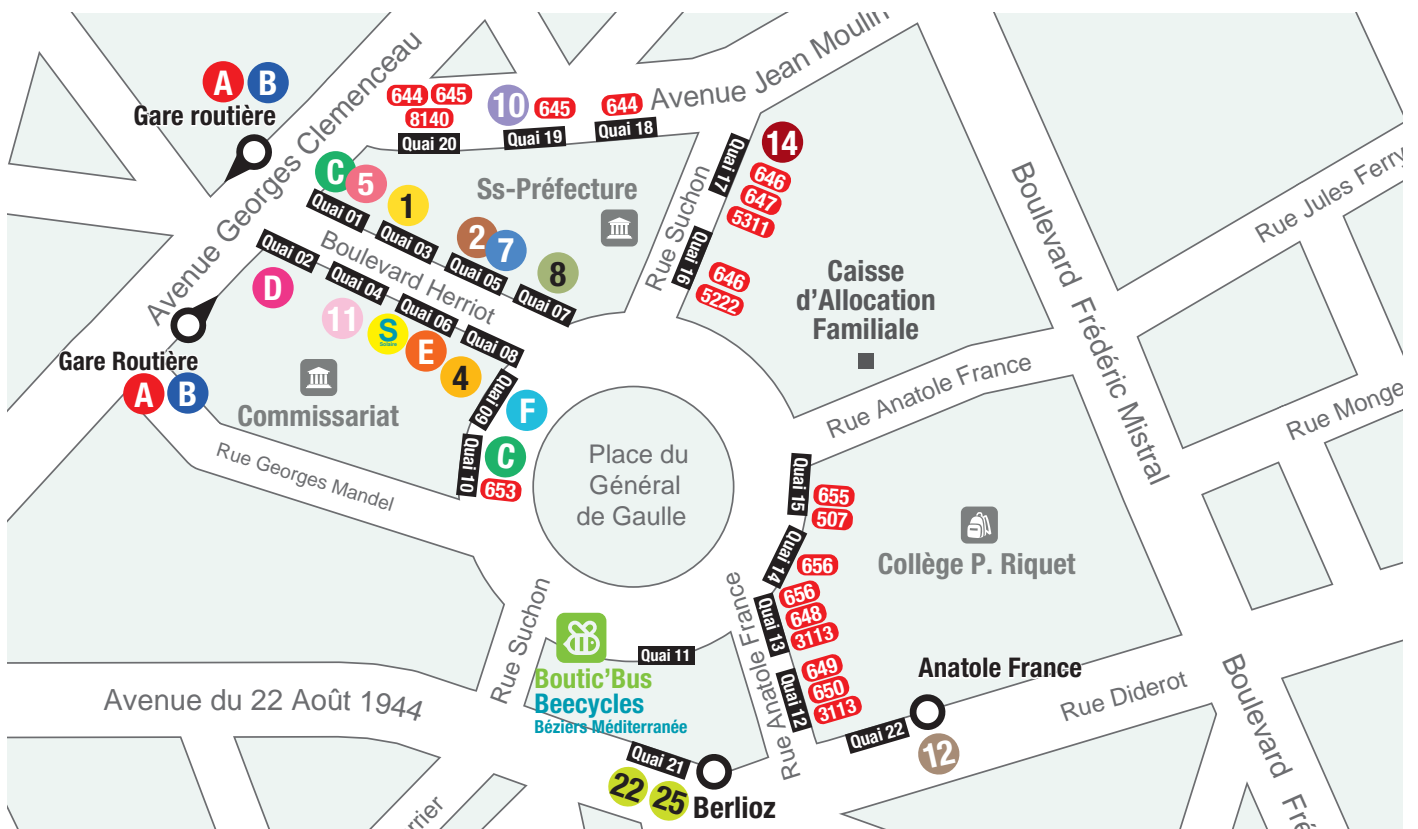 A B
Gare routière
Avenue Georges Clemenceau
644 645
8140
Quai 20
10 645
Quai 19
644
Quai 18
Avenue Jean Moulin
14
Quai 17
646
647
5311
Rue Suchon
Quai 16
646
5222
C 5
Quai 01
1
Quai 03
2 7
Quai 05
8
Quai 07
Ss-Préfecture
Boulevard Herriot
Quai 02
D
Quai 04
11
Quai 06
S
Solaire
E
Quai 08
4
Quai 09
F
Quai 10
C
653
Gare Routière
A B
Commissariat
Rue Georges Mandel
Place du
Général
de Gaulle
Caisse
d'Allocation
Familiale
Boulevard Frédéric Mistral
Rue Jules Ferry
Rue Monge
Rue Anatole France
Quai 15
655
507
Quai 14
656
Quai 13
656
648
3113
Quai 12
649
650
3113
Collège P. Riquet
Rue Anatole France
Rue Suchon
Quai 11
Boutic'Bus
Beecycles
Béziers Méditerranée
Avenue du 22 Août 1944
Quai 21
22 25
Berlioz
Anatole France
Quai 22
12
Rue Diderot
Boulevard Fré
rrier